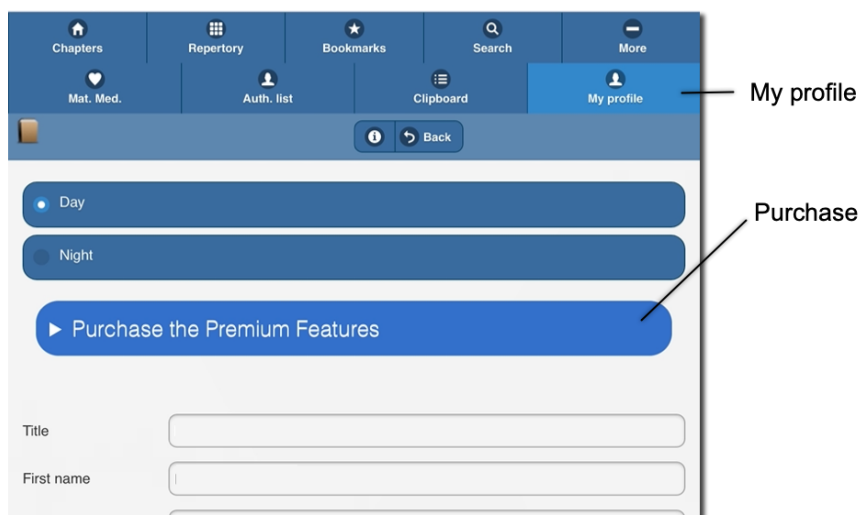 Chapters Repertory Bookmarks Search More
Mat. Med. Auth. list Clipboard My profile
My profile
Back
Day
Purchase
Night
Purchase the Premium Features
Title
First name